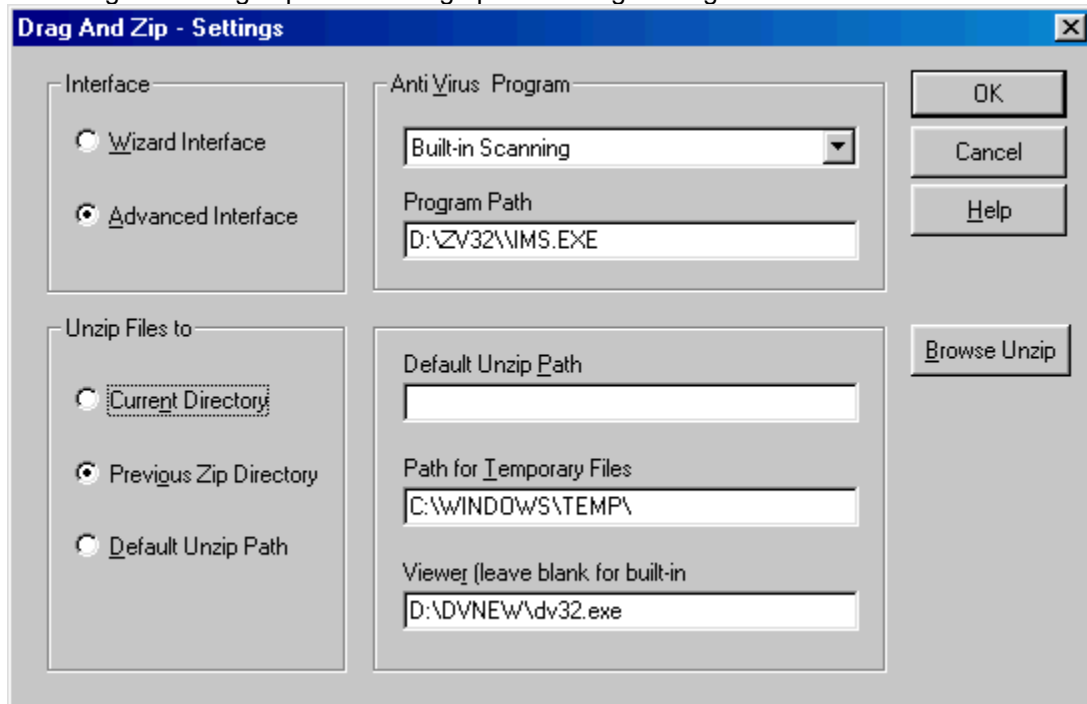 Drag And Zip - Settings
Interface
Wizard Interface
Advanced Interface
Anti Virus Program
Built-in Scanning
Program Path
D:\ZV32\\IMS.EXE
OK
Cancel
Help
Unzip Files to
Current Directory
Previous Zip Directory
Default Unzip Path
Default Unzip Path
Path for Temporary Files
C:\WINDOWS\TEMP\
Viewer (leave blank for built-in
D:\DVNEW\dv32.exe
Browse Unzip